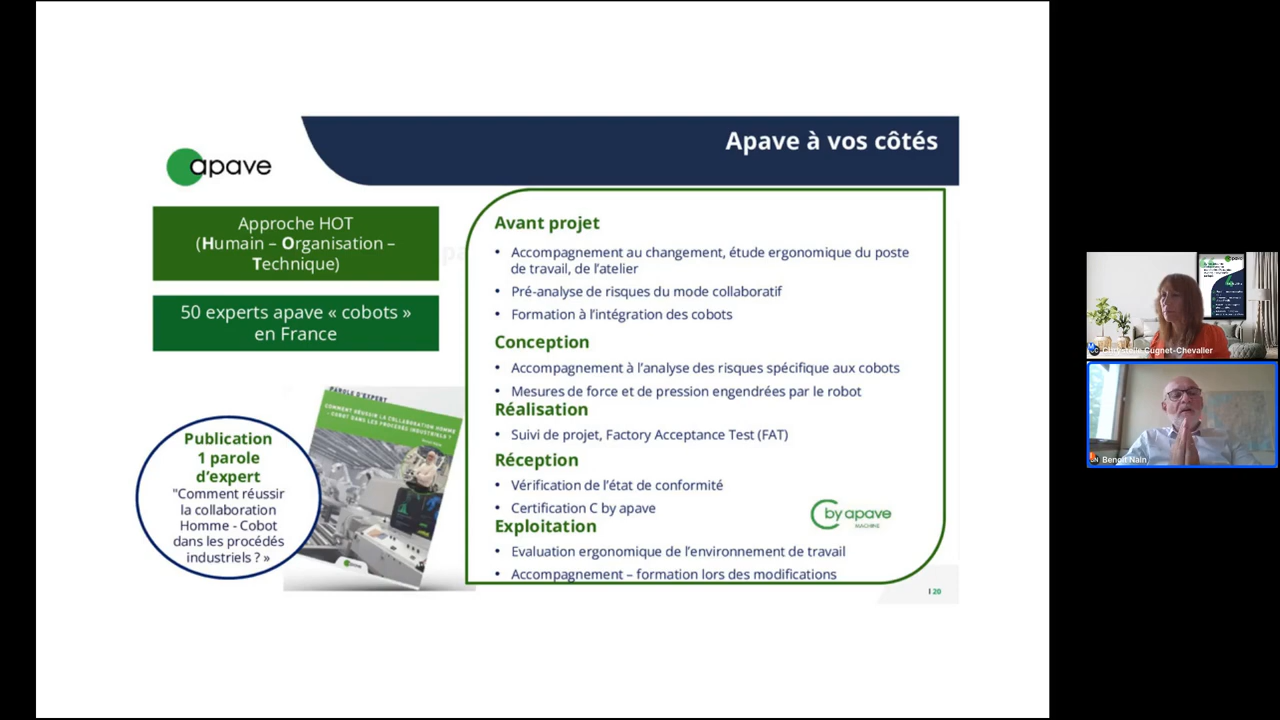 Apave à vos côtés
apave
Approche HOT
(Humain – Organisation –
Technique)
50 experts apave « cobots »
en France
PAROLE D'EXPERT
COMMENT RÉUSSIR LA COLLABORATION HOMME
- COBOT DANS LES PROCÉDÉS INDUSTRIELS ?
Publication
1 parole
d'expert
"Comment réussir
la collaboration
Homme - Cobot
dans les procédés
industriels ? »
Avant projet
• Accompagnement au changement, étude ergonomique du poste
de travail, de l'atelier
• Pré-analyse de risques du mode collaboratif
• Formation à l'intégration des cobots
Conception
• Accompagnement à l'analyse des risques spécifique aux cobots
• Mesures de force et de pression engendrées par le robot
Réalisation
• Suivi de projet, Factory Acceptance Test (FAT)
Réception
• Vérification de l'état de conformité
• Certification C by apave
C by apave
MACHINE
Exploitation
• Evaluation ergonomique de l'environnement de travail
• Accompagnement – formation lors des modifications
I 20
Cugnet-Chevalier
Benoit Nain